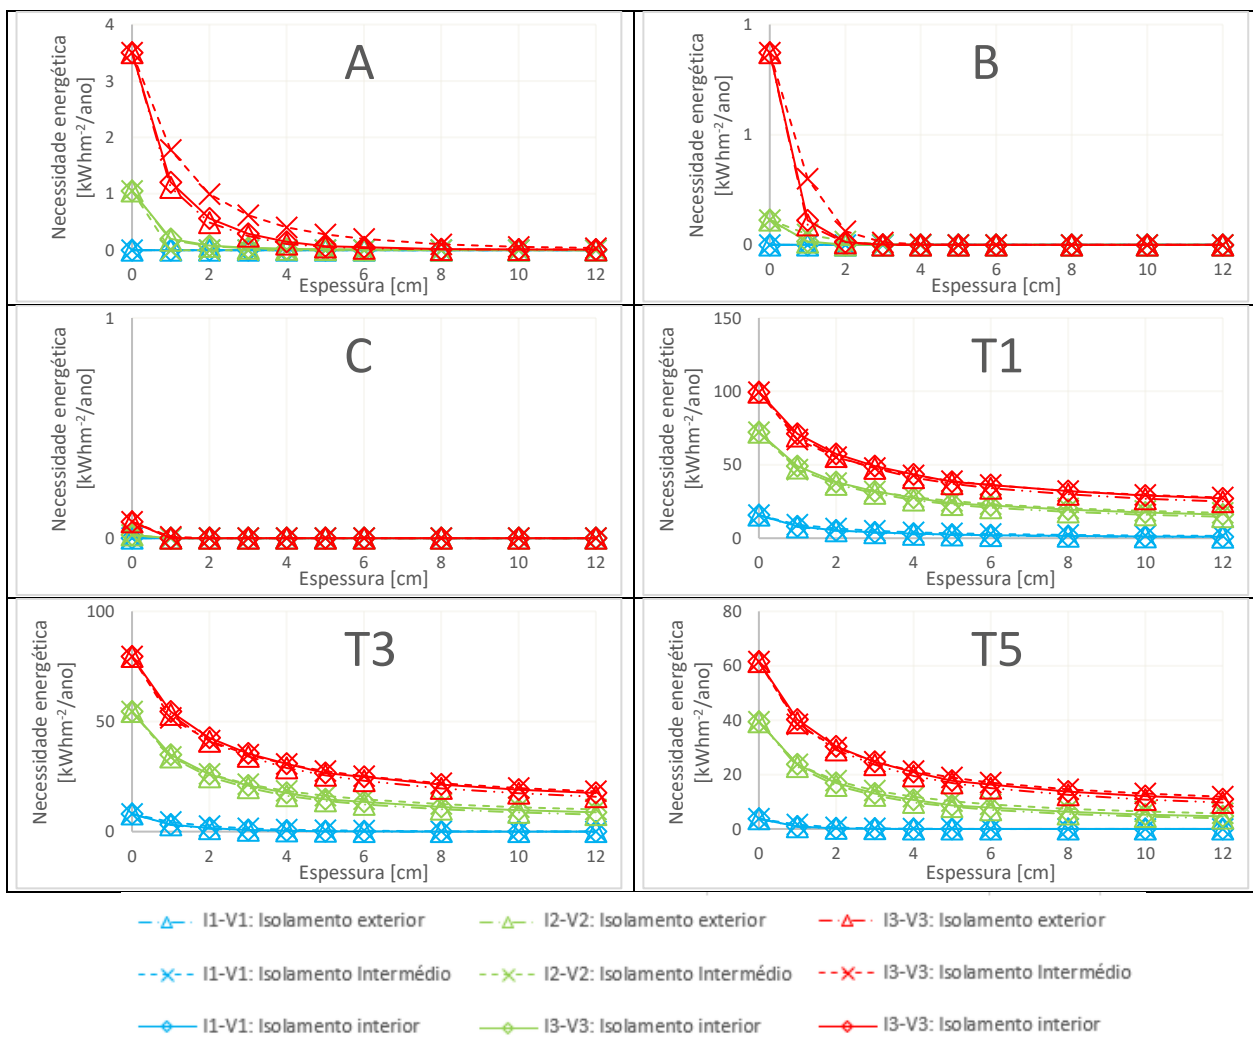 A
Necessidade energética
[kWhm-2/ano]
4
3
2
1
0
0 2 4 6 8 10 12
Espessura [cm]
B
Necessidade energética
[kWhm-2/ano]
1
1
0
0 2 4 6 8 10 12
Espessura [cm]
C
Necessidade energética
[kWhm-2/ano]
1
0
0 2 4 6 8 10 12
Espessura [cm]
T1
Necessidade energética
[kWhm-2/ano]
150
100
50
0
0 2 4 6 8 10 12
Espessura [cm]
T3
Necessidade energética
[kWhm-2/ano]
100
50
0
0 2 4 6 8 10 12
Espessura [cm]
T5
Necessidade energética
[kWhm-2/ano]
80
60
40
20
0
0 2 4 6 8 10 12
Espessura [cm]
I1-V1: Isolamento exterior I2-V2: Isolamento exterior I3-V3: Isolamento exterior
I1-V1: Isolamento Intermédio I2-V2: Isolamento Intermédio I3-V3: Isolamento Intermédio
I1-V1: Isolamento interior I3-V3: Isolamento interior I3-V3: Isolamento interior